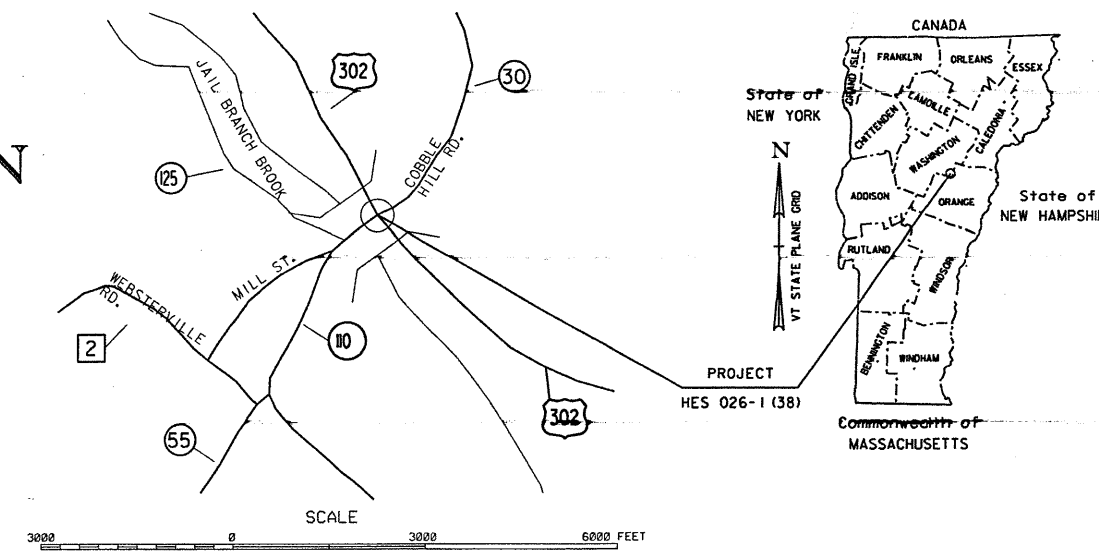 302
30
JAIL BRANCH BROOK
125
COBBLE
HILL RD.
MILL ST.
WEBSTERVILLE
RD.
2
110
55
302
PROJECT
HES 026-1 (38)
SCALE
3000 0 3000 6000 FEET
N
CANADA
State of
NEW YORK
N
VT STATE PLANE GRID
GRAND ISLE
FRANKLIN
ORLEANS
ESSEX
LAMOILLE
CHITTENDEN
CALEDONIA
WASHINGTON
ADDISON
ORANGE
State of
NEW HAMPSHI
RUTLAND
WINDSOR
BENNINGTON
WINDHAM
Commonwealth of
MASSACHUSETTS